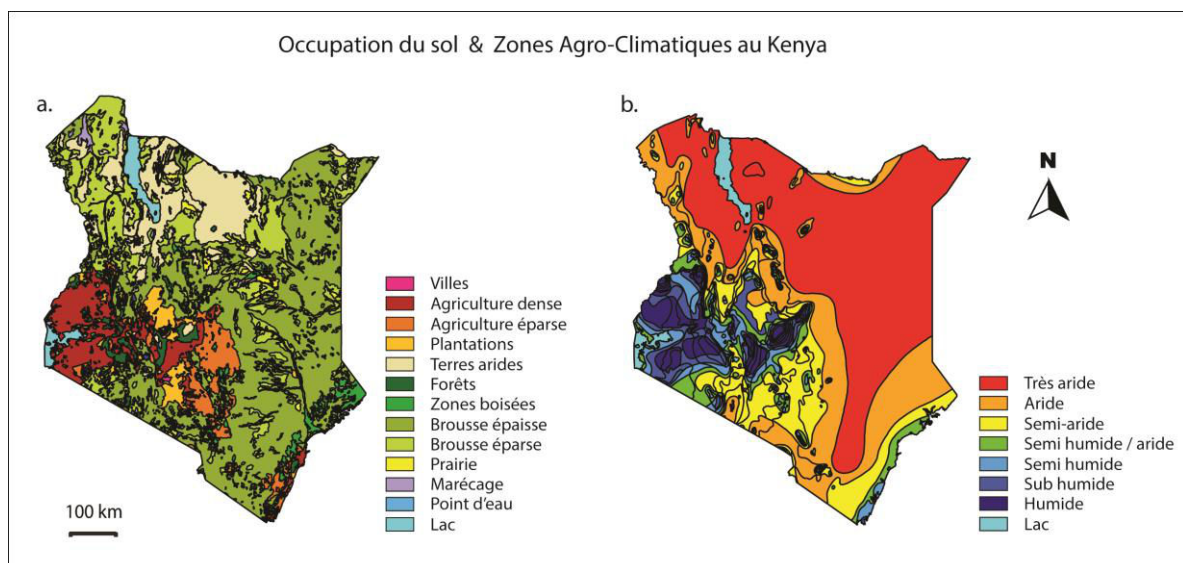 Occupation du sol & Zones Agro-Climatiques au Kenya
a.
Villes
Agriculture dense
Agriculture éparse
Plantations
Terres arides
Forêts
Zones boisées
Brousse épaisse
Brousse éparse
Prairie
Marécage
Point d'eau
Lac
100 km
b.
N
Très aride
Aride
Semi-aride
Semi humide / aride
Semi humide
Sub humide
Humide
Lac